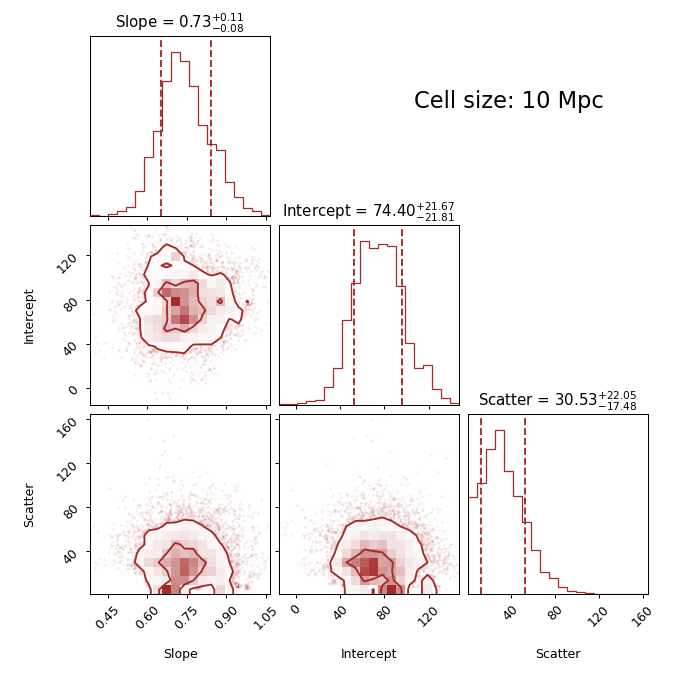 Slope = 0.73+0.11−0.08
Cell size: 10 Mpc
Intercept = 74.40+21.67−21.81
120
80
40
0
Intercept
Scatter = 30.53+22.05−17.48
160
120
80
40
Scatter
0.45 0.60 0.75 0.90 1.05 0 40 80 120 40 80 120 160
Slope Intercept Scatter